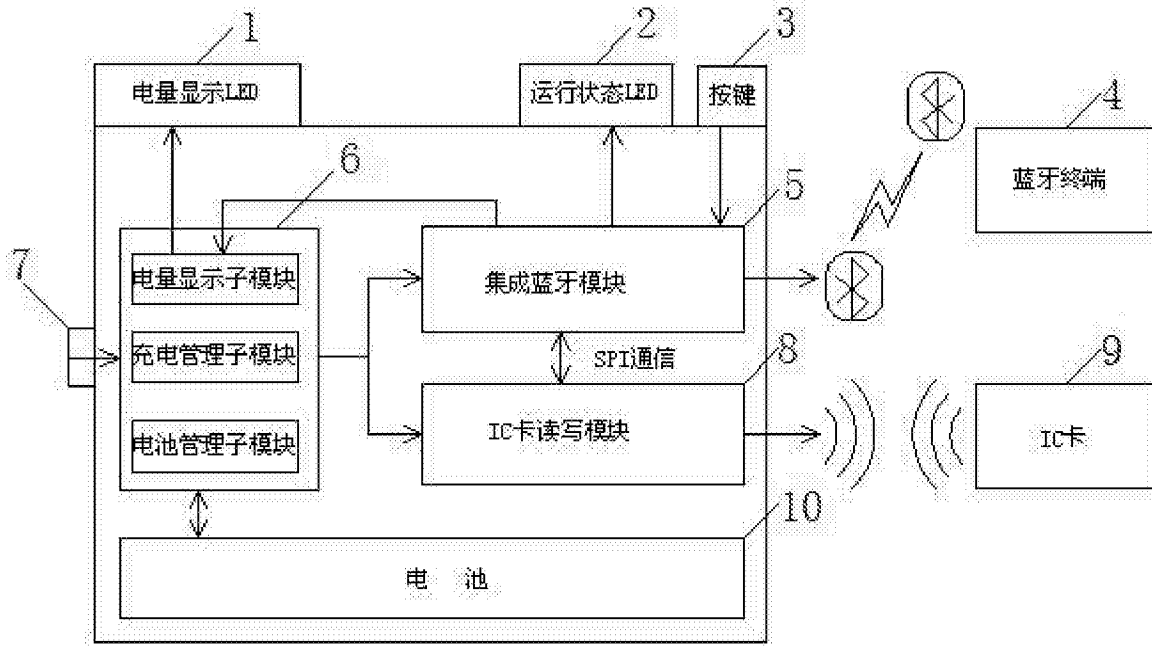 1
2
3
电量显示LED
运行状态LED
按键
4
蓝牙终端
6
5
7
电量显示子模块
集成蓝牙模块
充电管理子模块
SPI通信
8
9
电池管理子模块
IC卡读写模块
IC卡
10
电 池